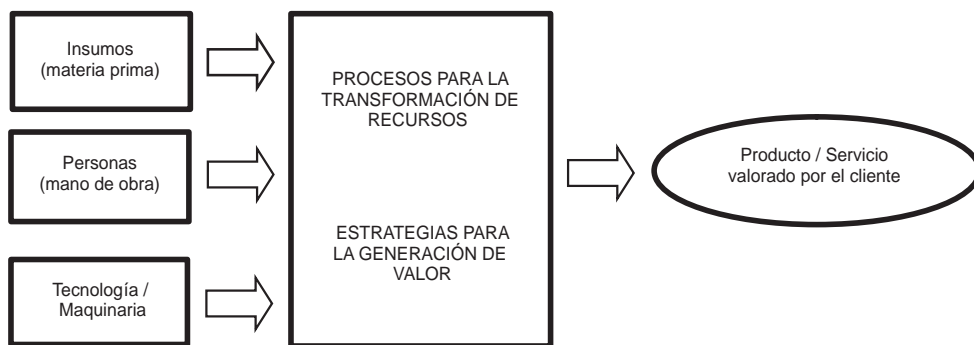 Insumos
(materia prima)
Personas
(mano de obra)
Tecnología /
Maquinaria
PROCESOS PARA LA
TRANSFORMACIÓN DE
RECURSOS
ESTRATEGIAS PARA
LA GENERACIÓN DE
VALOR
Producto / Servicio
valorado por el cliente